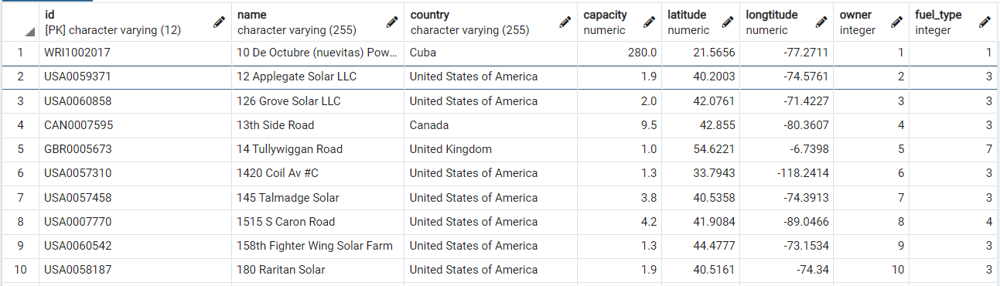 id name country capacity latitude longtitude owner fuel_type
[PK] character varying (12) character varying (255) character varying (255) numeric numeric numeric integer integer
1 WRI1002017 10 De Octubre (nuevitas) Pow... Cuba 280.0 21.5656 -77.2711 1 1
2 USA0059371 12 Applegate Solar LLC United States of America 1.9 40.2003 -74.5761 2 3
3 USA0060858 126 Grove Solar LLC United States of America 2.0 42.0761 -71.4227 3 3
4 CAN0007595 13th Side Road Canada 9.5 42.855 -80.3607 4 3
5 GBR0005673 14 Tullywiggan Road United Kingdom 1.0 54.6221 -6.7398 5 7
6 USA0057310 1420 Coil Av #C United States of America 1.3 33.7943 -118.2414 6 3
7 USA0057458 145 Talmadge Solar United States of America 3.8 40.5358 -74.3913 7 3
8 USA0007770 1515 S Caron Road United States of America 4.2 41.9084 -89.0466 8 4
9 USA0060542 158th Fighter Wing Solar Farm United States of America 1.3 44.4777 -73.1534 9 3
10 USA0058187 180 Raritan Solar United States of America 1.9 40.5161 -74.34 10 3